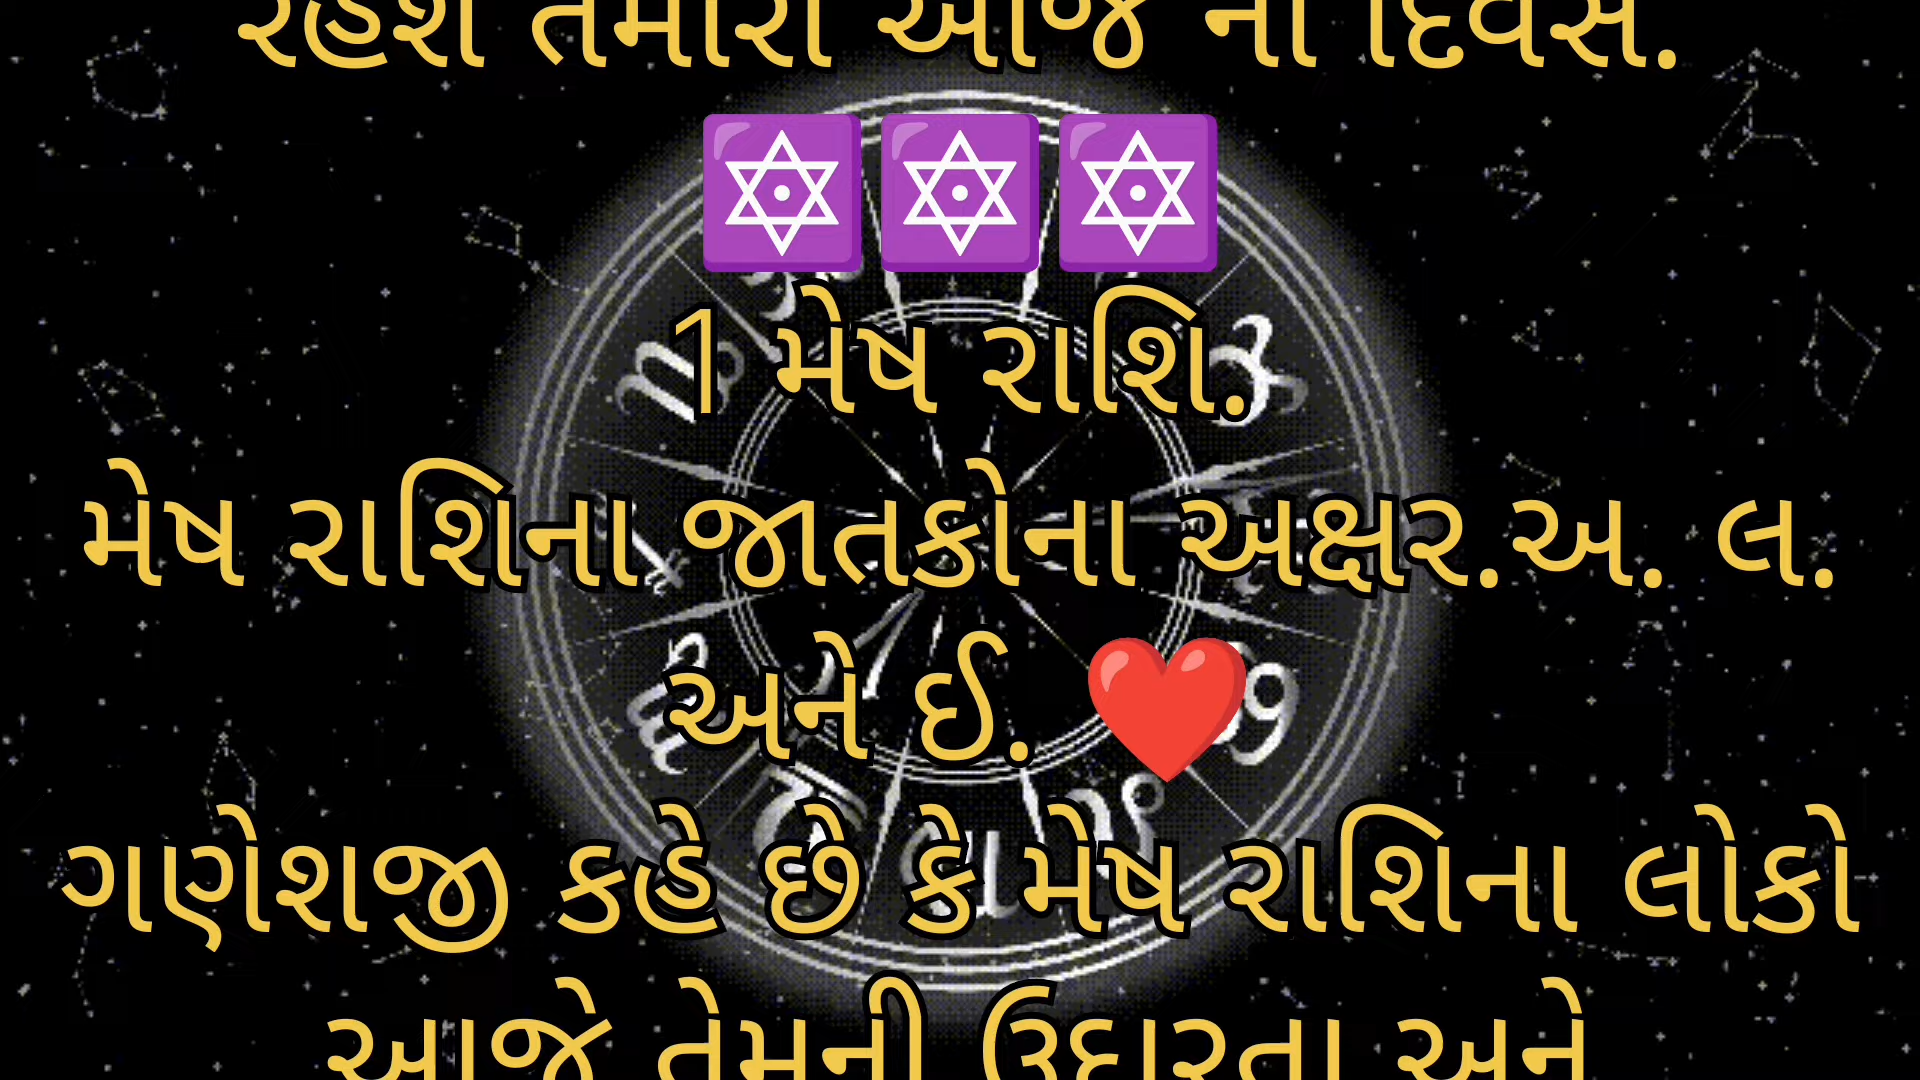 રહેશે તમારો આજ નો દિવસ.
🔯🔯🔯
1 મેષ રાશિ.
મેષ રાશિના જાતકોના અક્ષર.અ. લ.
અને ઈ. ❤️
ગણેશજી કહે છે કે મેષ રાશિના લોકો
આજે તેમની ઉદારતા અને